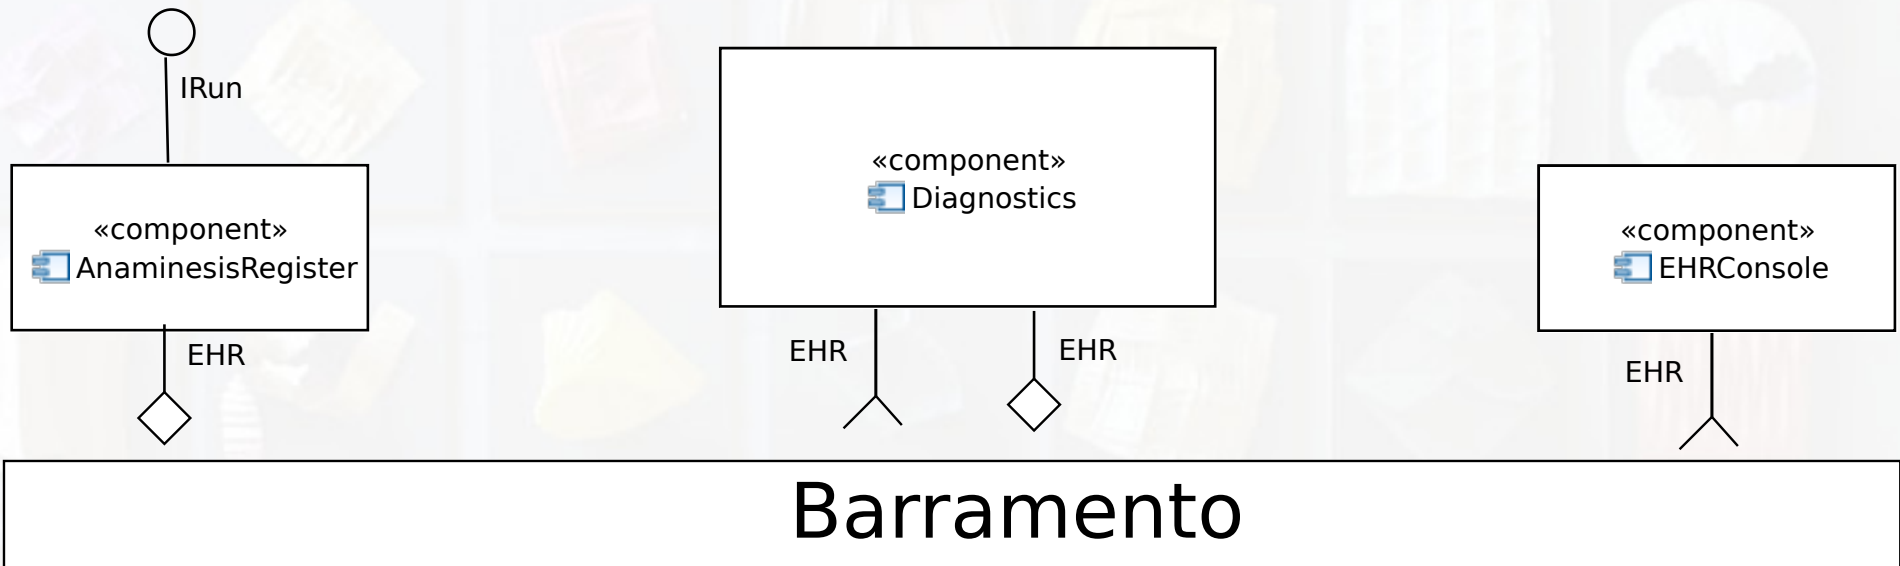 IRun
«component»
AnaminesisRegister
EHR
«component»
Diagnostics
EHR
EHR
«component»
EHRConsole
EHR
Barramento